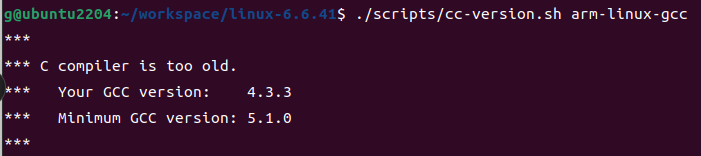 g@ubuntu2204:~/workspace/linux-6.6.41$ ./scripts/cc-version.sh arm-linux-gcc
***
*** C compiler is too old.
***   Your GCC version:    4.3.3
***   Minimum GCC version: 5.1.0
***